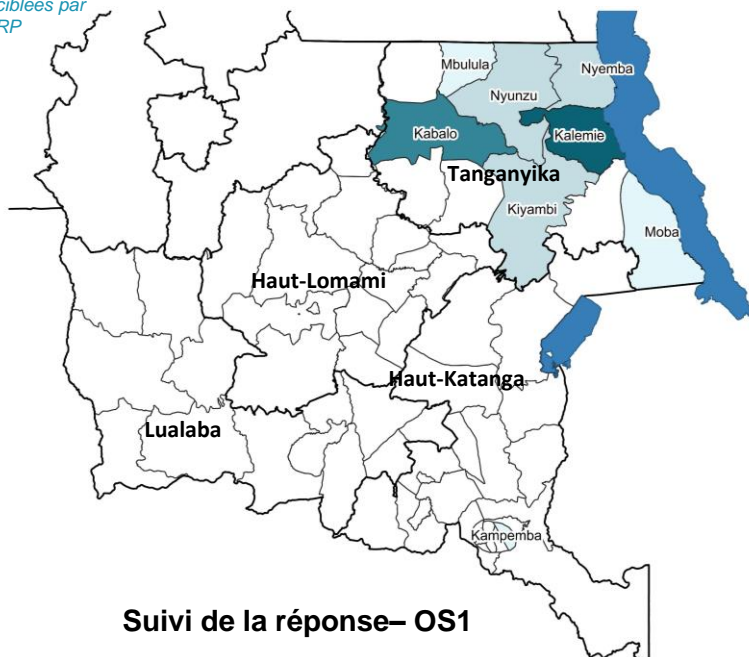 ciblées par
RP
Mbulula
Nyemba
Nyunzu
Kabalo
Kalemie
Tanganyika
Kiyambi
Moba
Haut-Lomami
Haut-Katanga
Lualaba
Kampemba
Suivi de la réponse– OS1